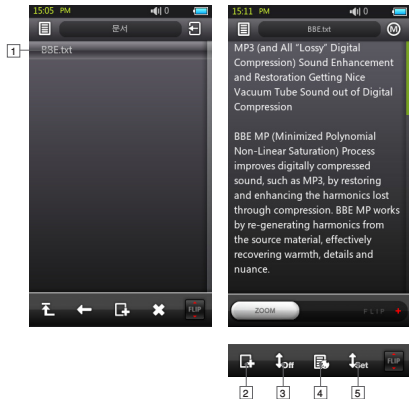 15:05 PM
0
문서
1
BBE.txt
FLIP
15:11 PM
0
BBE.txt
M
MP3 (and All "Lossy" Digital
Compression) Sound Enhancement
and Restoration Getting Nice
Vacuum Tube Sound out of Digital
Compression
BBE MP (Minimized Polynomial
Non-Linear Saturation) Process
improves digitally compressed
sound, such as MP3, by restoring
and enhancing the harmonics lost
through compression. BBE MP works
by re-generating harmonics from
the source material, effectively
recovering warmth, details and
nuance.
ZOOM
FLIP
Off
Get
FLIP
2
3
4
5